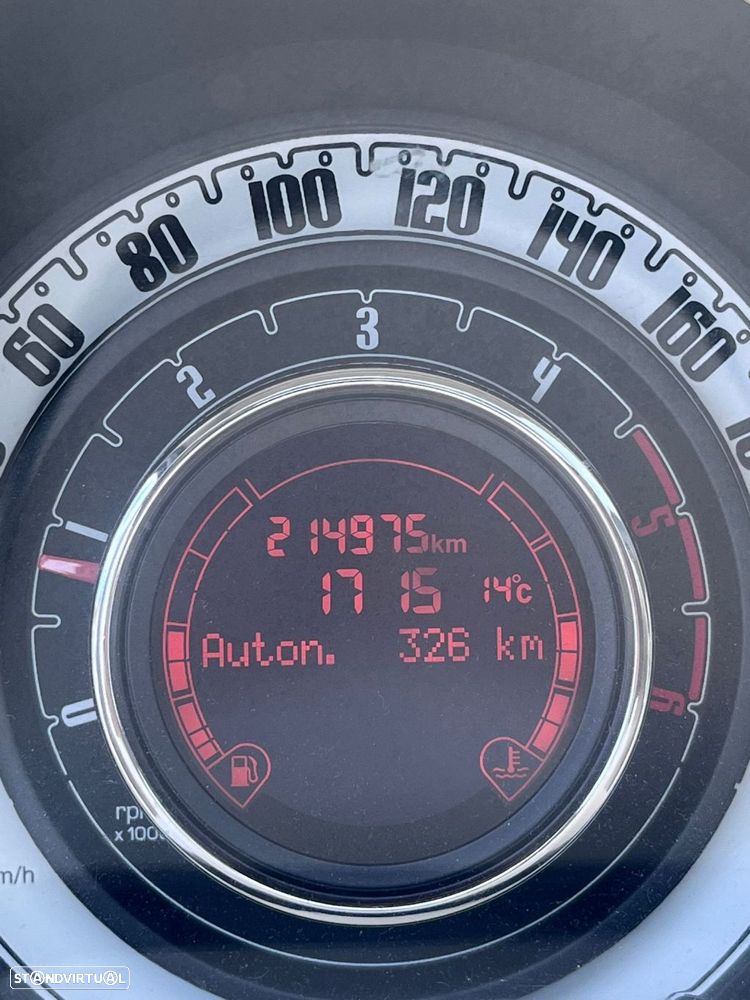 60 80 100 120 140 160
0 1 2 3 4 5 6
214975km
17 15 14°c
Auton. 326 km
x 1000
STANDVIRTUAL